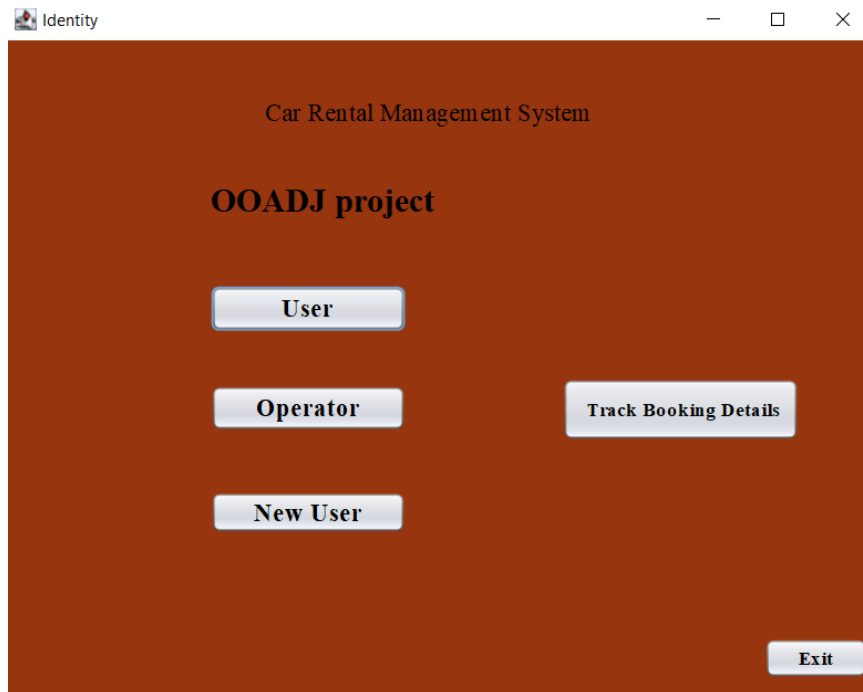 Identity
Car Rental Management System
OOADJ project
User
Operator
Track Booking Details
New User
Exit